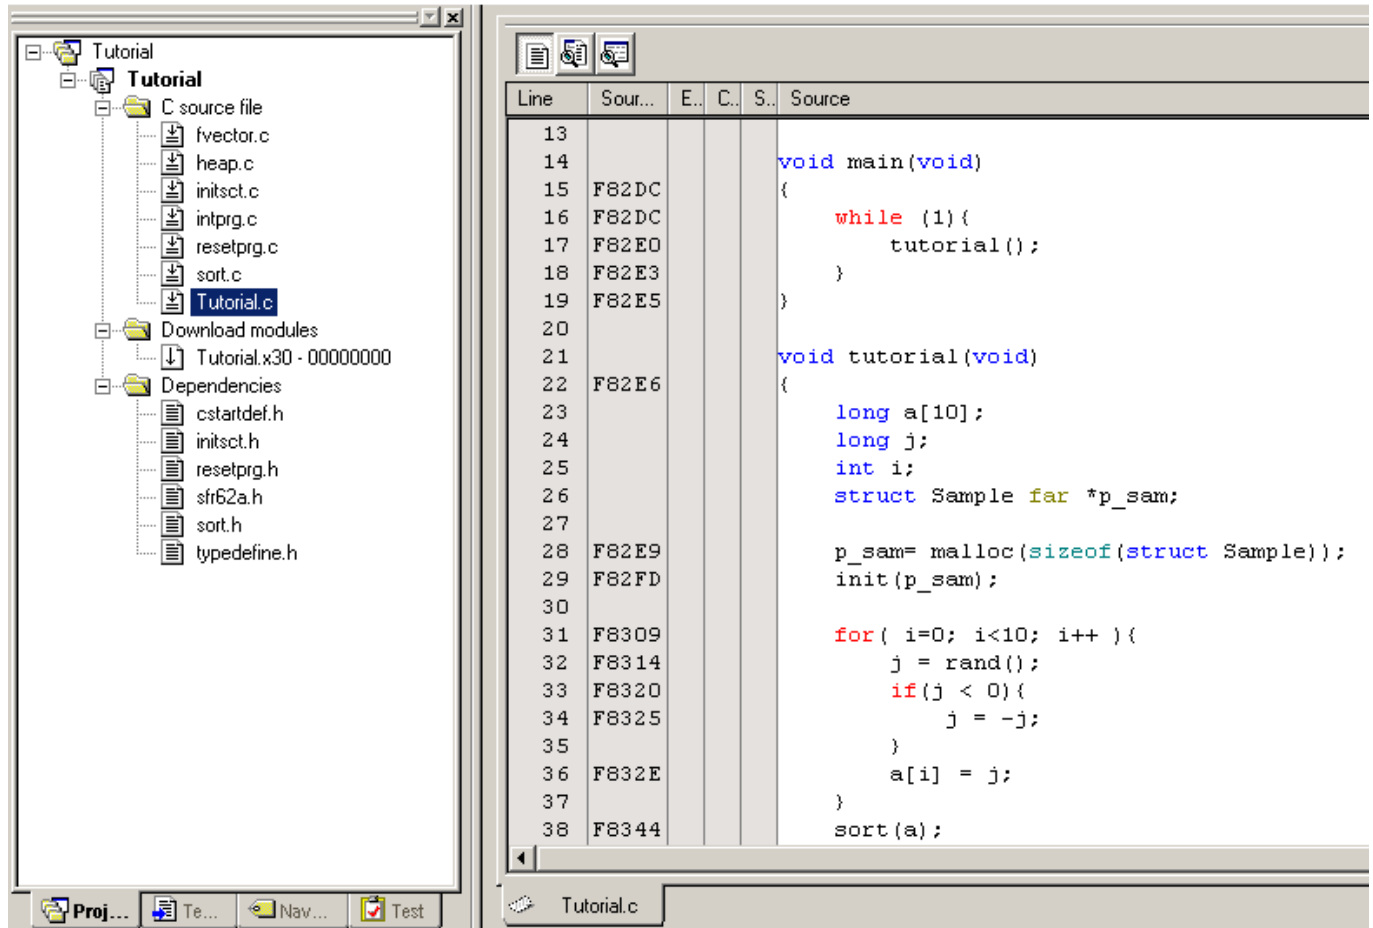 Tutorial
Tutorial
C source file
fvector.c
heap.c
initsct.c
intprg.c
resetprg.c
sort.c
Tutorial.c
Download modules
Tutorial.x30 - 00000000
Dependencies
cstartdef.h
initsct.h
resetprg.h
sfr62a.h
sort.h
typedefine.h
Proj... Te... Nav... Test
Line Sour... E.. C.. S.. Source
13
14 void main(void)
15 F82DC {
16 F82DC while (1){
17 F82E0 tutorial();
18 F82E3 }
19 F82E5 }
20
21 void tutorial(void)
22 F82E6 {
23 long a[10];
24 long j;
25 int i;
26 struct Sample far *p_sam;
27
28 F82E9 p_sam= malloc(sizeof(struct Sample));
29 F82FD init(p_sam);
30
31 F8309 for( i=0; i<10; i++ ){
32 F8314 j = rand();
33 F8320 if(j < 0){
34 F8325 j = -j;
35 }
36 F832E a[i] = j;
37 }
38 F8344 sort(a);
Tutorial.c